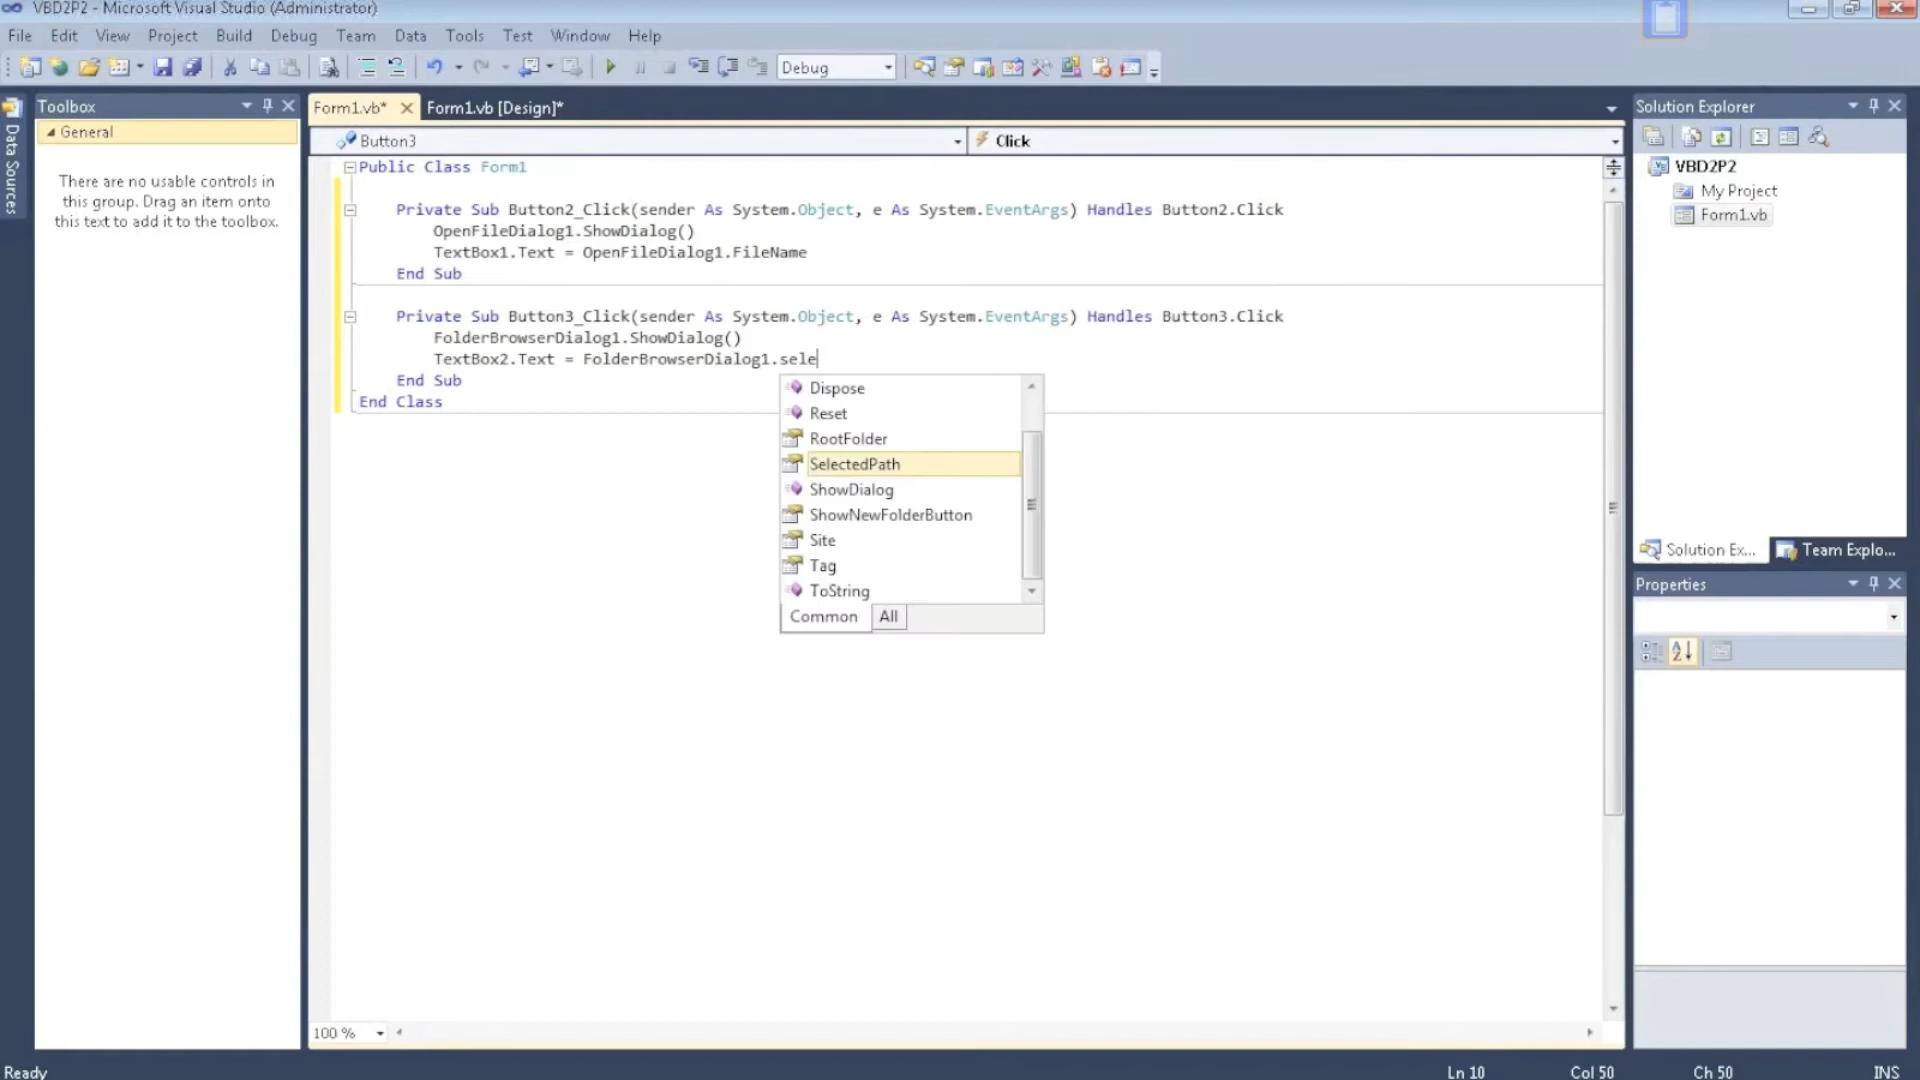 VBD2P2 - Microsoft Visual Studio (Administrator)
File Edit View Project Build Debug Team Data Tools Test Window Help
Debug
Data Sources
Toolbox
General
There are no usable controls in
this group. Drag an item onto
this text to add it to the toolbox.
Form1.vb* Form1.vb [Design]*
Button3 Click
Public Class Form1
Private Sub Button2_Click(sender As System.Object, e As System.EventArgs) Handles Button2.Click
OpenFileDialog1.ShowDialog()
TextBox1.Text = OpenFileDialog1.FileName
End Sub
Private Sub Button3_Click(sender As System.Object, e As System.EventArgs) Handles Button3.Click
FolderBrowserDialog1.ShowDialog()
TextBox2.Text = FolderBrowserDialog1.sele
End Sub
End Class
Dispose
Reset
RootFolder
SelectedPath
ShowDialog
ShowNewFolderButton
Site
Tag
ToString
Common All
100 %
Solution Explorer
VBD2P2
My Project
Form1.vb
Solution Ex... Team Explo...
Properties
Ready Ln 10 Col 50 Ch 50 INS